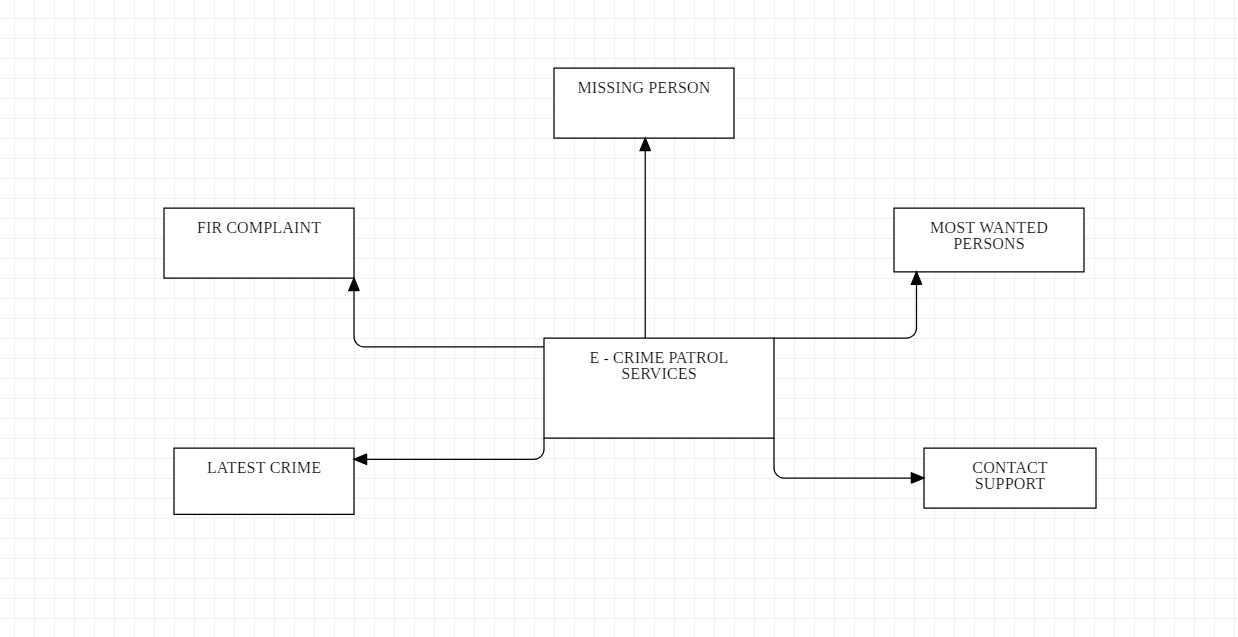 MISSING PERSON
FIR COMPLAINT
MOST WANTED
PERSONS
E - CRIME PATROL
SERVICES
LATEST CRIME
CONTACT
SUPPORT